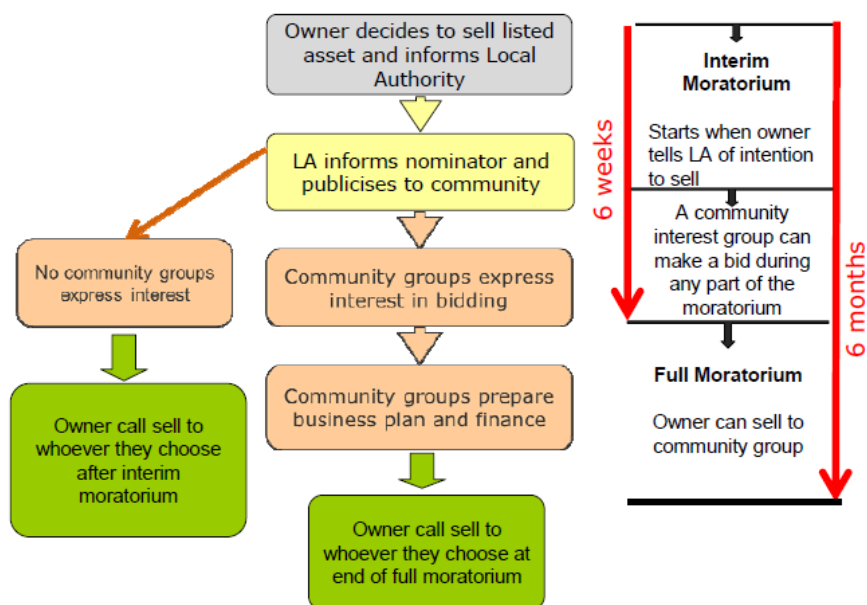 Owner decides to sell listed
asset and informs Local
Authority
LA informs nominator and
publicises to community
No community groups
express interest
Community groups express
interest in bidding
Owner call sell to
whoever they choose
after interim
moratorium
Community groups prepare
business plan and finance
Owner call sell to
whoever they choose at
end of full moratorium
6 weeks
Interim
Moratorium
Starts when owner
tells LA of intention
to sell
A community
interest group can
make a bid during
any part of the
moratorium
Full Moratorium
Owner can sell to
community group
6 months